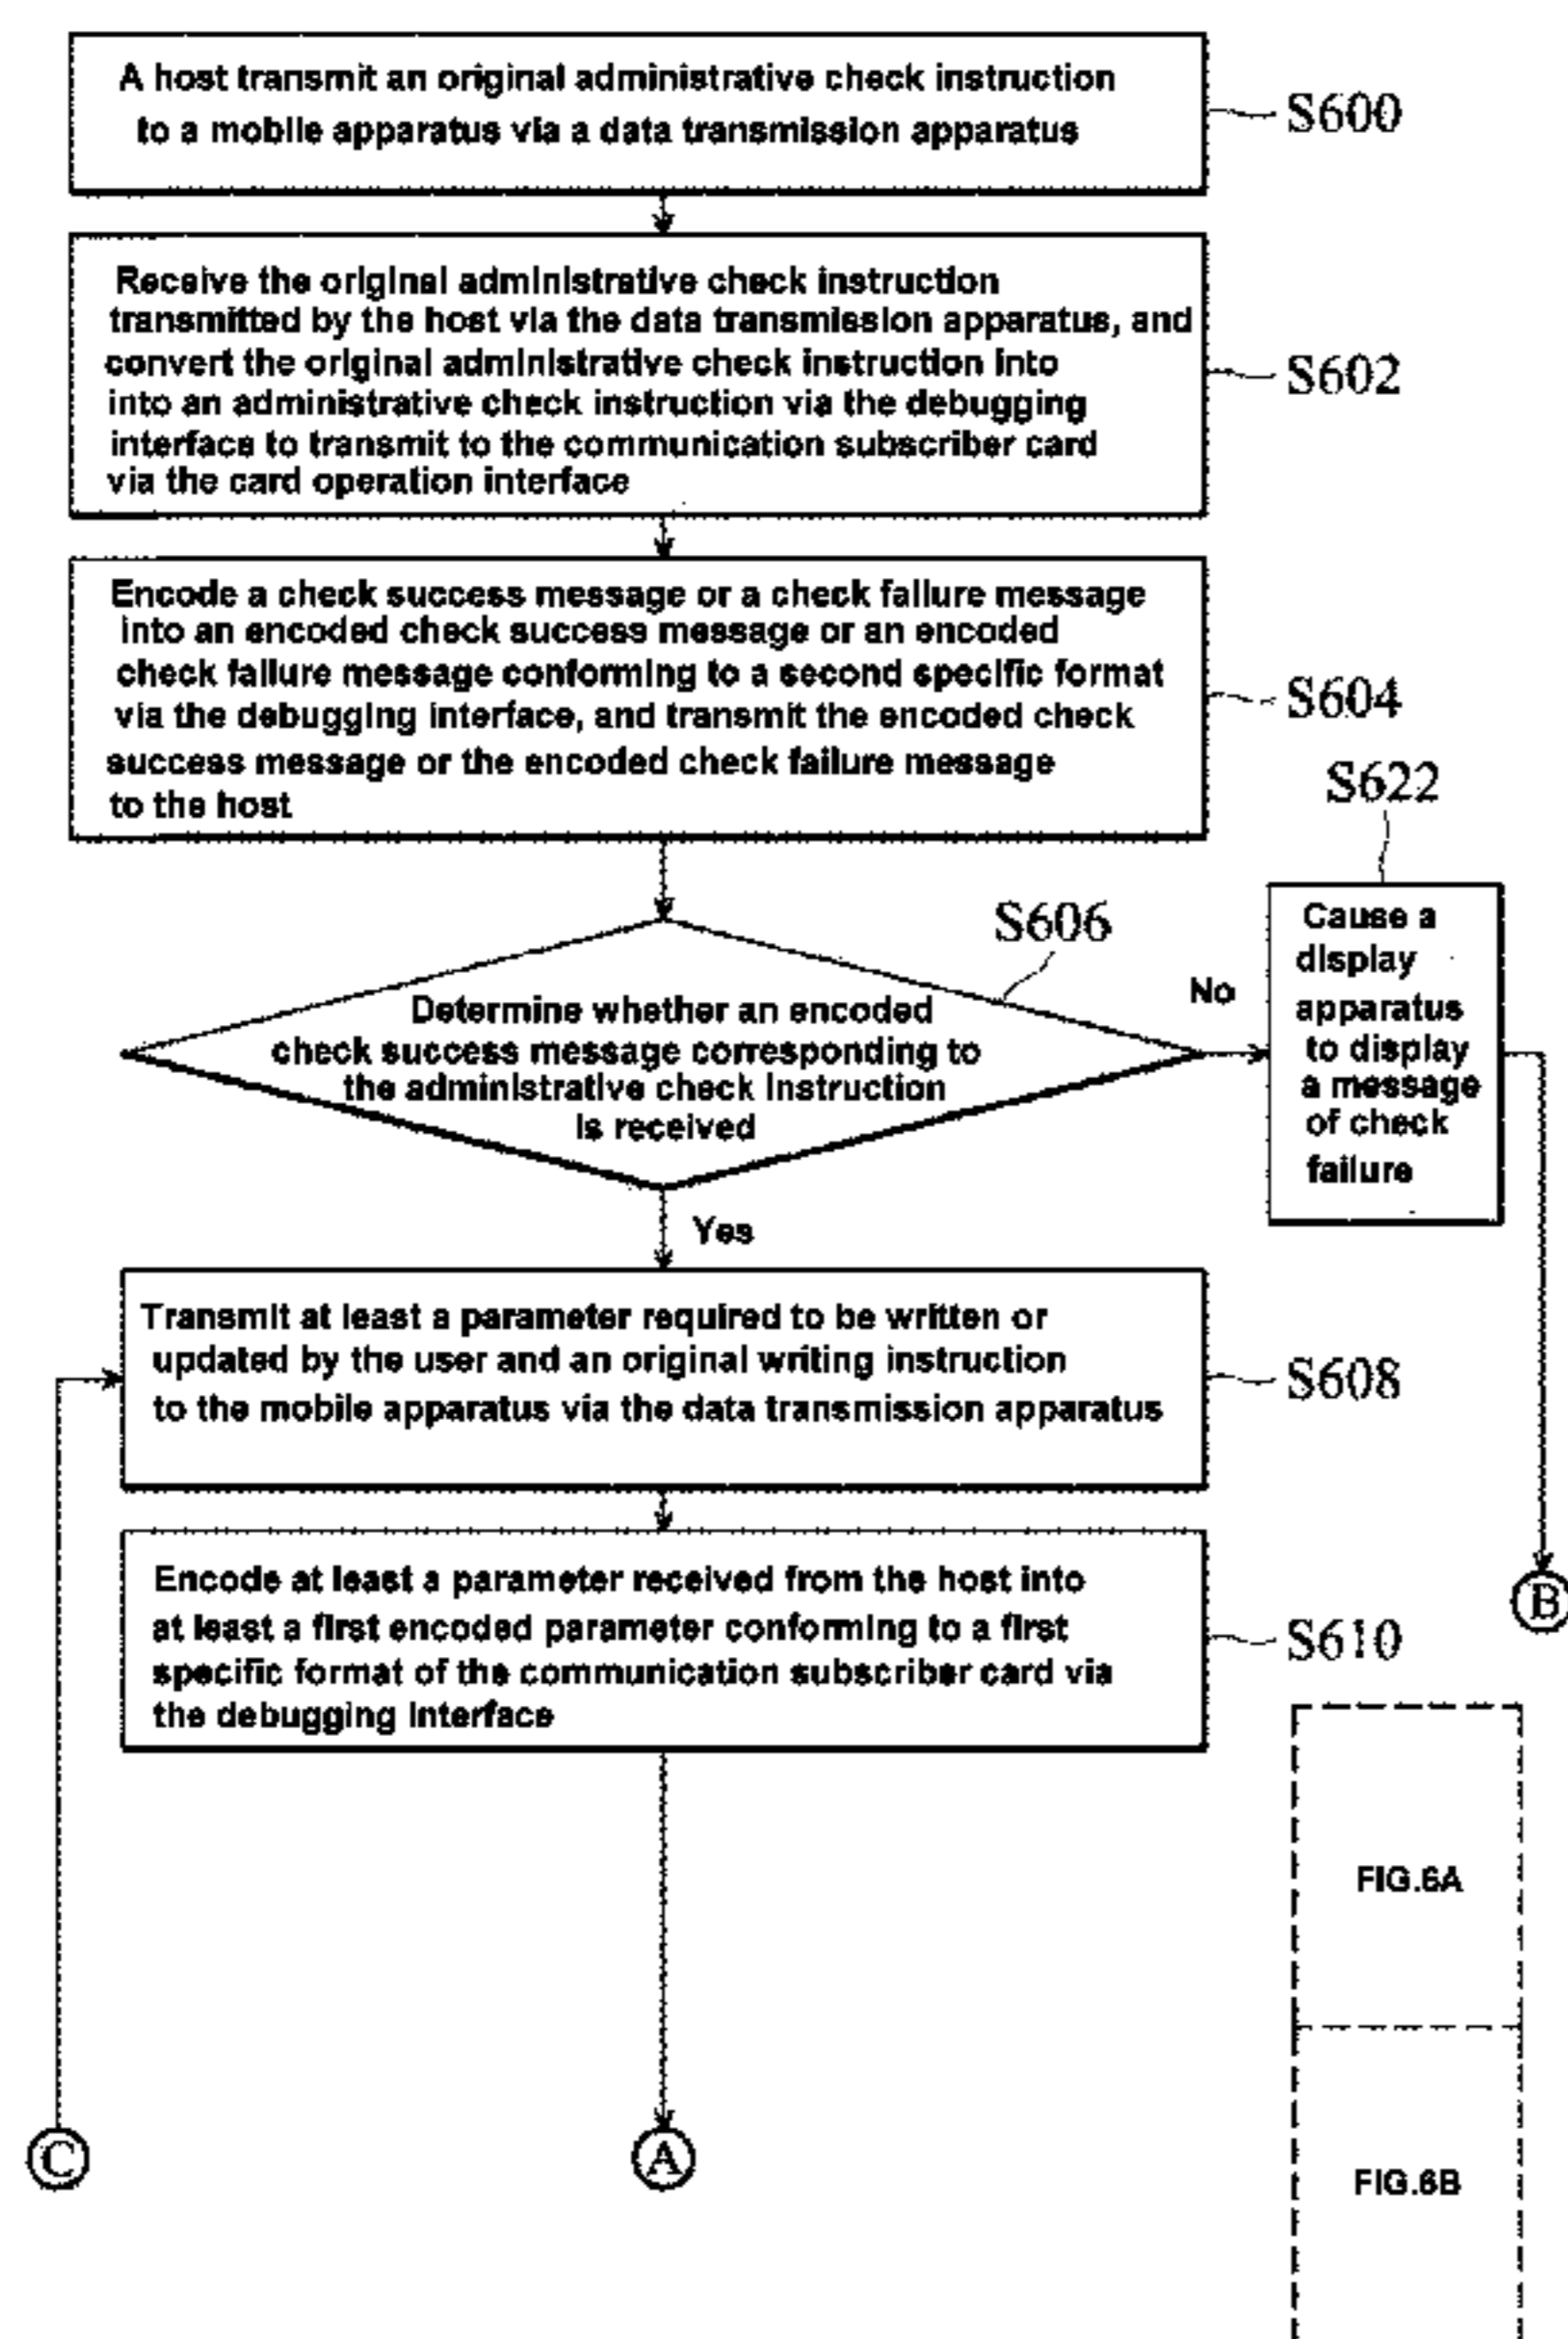 A host transmit an original administrative check instruction
to a mobile apparatus via a data transmission apparatus
S600
Receive the original administrative check instruction
transmitted by the host via the data transmission apparatus, and
convert the original administrative check instruction into
into an administrative check instruction via the debugging
interface to transmit to the communication subscriber card
via the card operation interface
S602
Encode a check success message or a check failure message
into an encoded check success message or an encoded
check failure message conforming to a second specific format
via the debugging interface, and transmit the encoded check
success message or the encoded check failure message
to the host
S604
S622
Cause a
display
apparatus
to display
a message
of check
failure
S606
No
Determine whether an encoded
check success message corresponding to
the administrative check instruction
is received
Yes
Transmit at least a parameter required to be written or
updated by the user and an original writing instruction
to the mobile apparatus via the data transmission apparatus
S608
Encode at least a parameter received from the host into
at least a first encoded parameter conforming to a first
specific format of the communication subscriber card via
the debugging interface
S610
B
FIG.6A
C
A
FIG.6B